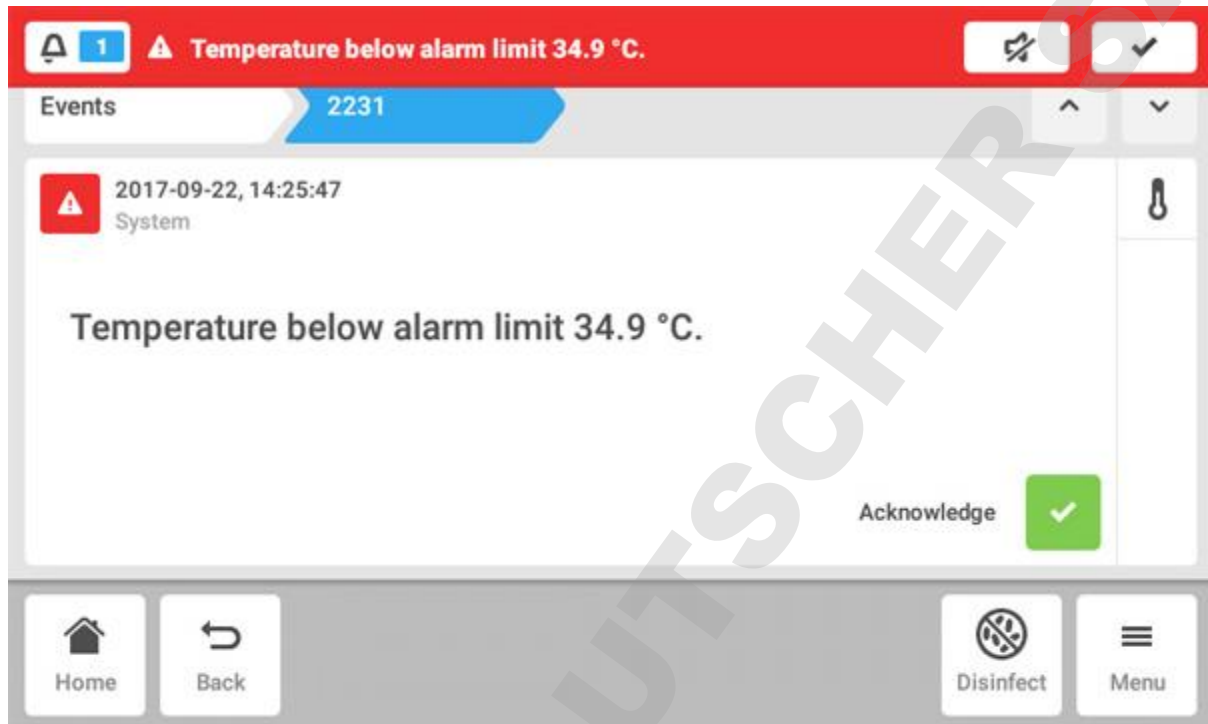 1 Temperature below alarm limit 34.9 °C.
Events 2231
2017-09-22, 14:25:47
System
Temperature below alarm limit 34.9 °C.
Acknowledge
Home Back Disinfect Menu
UTSCHER S